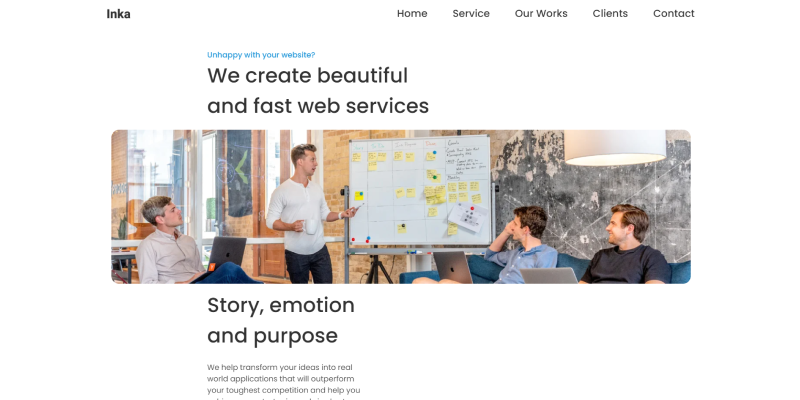 Inka
Home Service Our Works Clients Contact
Unhappy with your website?
We create beautiful
and fast web services
Story, emotion
and purpose
We help transform your ideas into real
world applications that will outperform
your toughest competition and help you